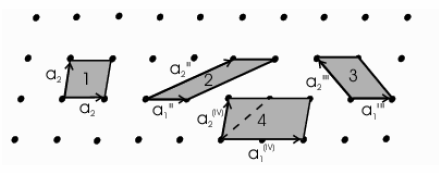 a₂ 1 a₂
a₂'' 2 a₁''
a₂''' 3 a₁'''
a₂(IV) 4 a₁(IV)